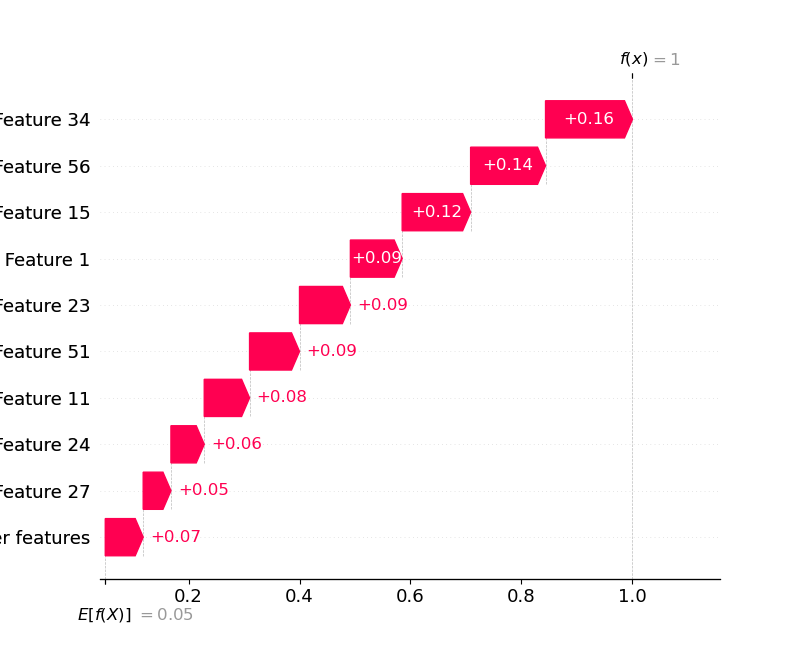 f(x) = 1
Feature 34 +0.16
Feature 56 +0.14
Feature 15 +0.12
Feature 1 +0.09
Feature 23 +0.09
Feature 51 +0.09
Feature 11 +0.08
Feature 24 +0.06
Feature 27 +0.05
features +0.07
0.2 0.4 0.6 0.8 1.0
E[f(X)] = 0.05